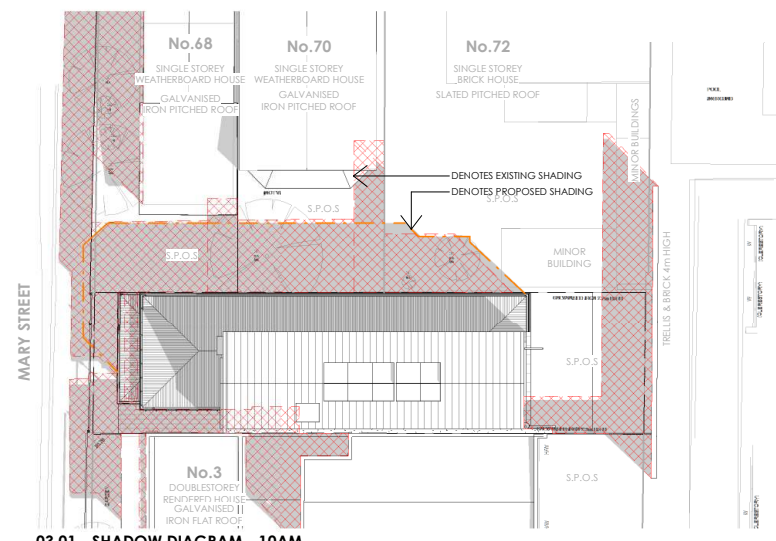 No.68
SINGLE STOREY
WEATHERBOARD HOUSE
GALVANISED
IRON PITCHED ROOF
No.70
SINGLE STOREY
WEATHERBOARD HOUSE
GALVANISED
IRON PITCHED ROOF
No.72
SINGLE STOREY
BRICK HOUSE
SLATED PITCHED ROOF
MINOR BUILDINGS
POOL
DENOTES EXISTING SHADING
DENOTES PROPOSED SHADING
S.P.O.S
S.P.O.S
S.P.O.S
MINOR
BUILDING
MARY STREET
TRELLIS & BRICK 4m HIGH
S.P.O.S
No.3
DOUBLESTOREY
RENDERED HOUSE
GALVANISED
IRON FLAT ROOF
S.P.O.S
03.01 SHADOW DIAGRAM - 10AM